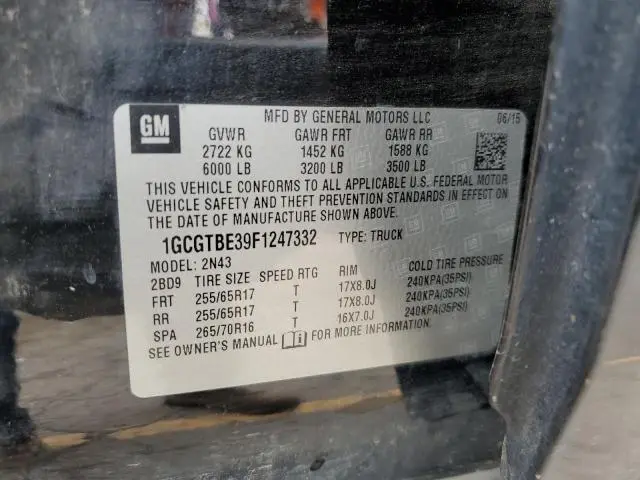 GM
MFD BY GENERAL MOTORS LLC 06/15
GVWR GAWR FRT GAWR RR
2722 KG 1452 KG 1588 KG
6000 LB 3200 LB 3500 LB
THIS VEHICLE CONFORMS TO ALL APPLICABLE U.S. FEDERAL MOTOR
VEHICLE SAFETY AND THEFT PREVENTION STANDARDS IN EFFECT ON
THE DATE OF MANUFACTURE SHOWN ABOVE.
1GCGTBE39F1247332 TYPE: TRUCK
MODEL: 2N43
2BD9 TIRE SIZE SPEED RTG RIM COLD TIRE PRESSURE
FRT 255/65R17 T 17X8.0J 240KPA(35PSI)
RR 255/65R17 T 17X8.0J 240KPA(35PSI)
SPA 265/70R16 T 16X7.0J 240KPA(35PSI)
SEE OWNER'S MANUAL FOR MORE INFORMATION